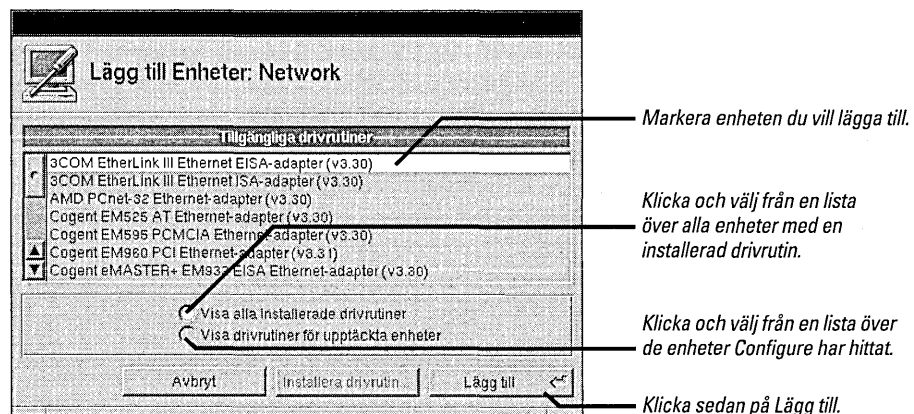 Lägg till Enheter: Network
Tillgängliga drivrutiner
3COM EtherLink III Ethernet EISA-adapter (v3.30)
3COM EtherLink III Ethernet ISA-adapter (v3.30)
AMD PCnet-32 Ethernet-adapter (v3.30)
Cogent EM525 AT Ethernet-adapter (v3.30)
Cogent EM595 PCMCIA Ethernet-adapter (v3.30)
Cogent EM960 PCI Ethernet-adapter (v3.31)
Cogent eMASTER+ EM932 EISA Ethernet-adapter (v3.30)
Visa alla installerade drivrutiner
Visa drivrutiner för upptäckta enheter
Avbryt
Installera drivrutin...
Lägg till
Markera enheten du vill lägga till.
Klicka och välj från en lista
över alla enheter med en
installerad drivrutin.
Klicka och välj från en lista över
de enheter Configure har hittat.
Klicka sedan på Lägg till.